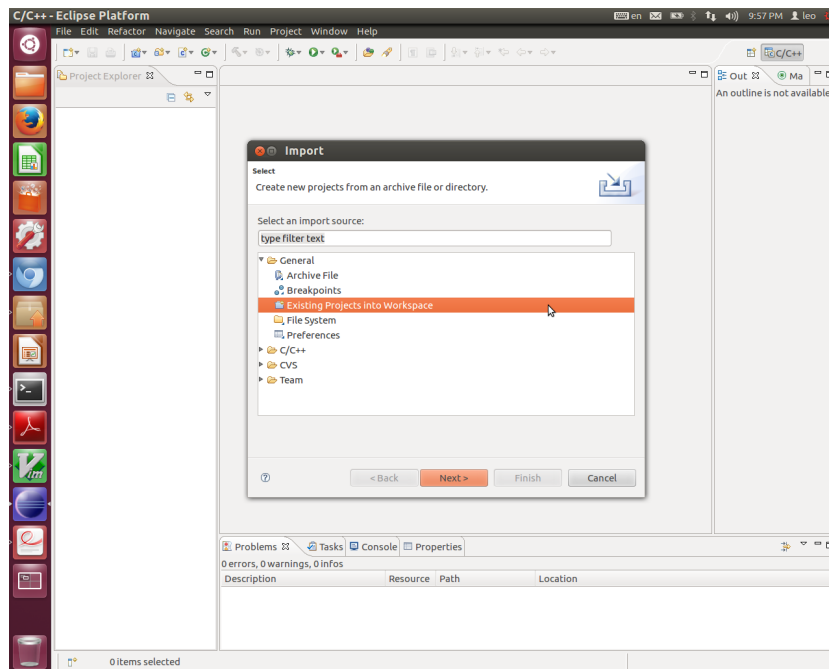 C/C++ - Eclipse Platform
en
9:57 PM
leo
File Edit Refactor Navigate Search Run Project Window Help
C/C++
Project Explorer
Out
Ma
An outline is not available
Import
Select
Create new projects from an archive file or directory.
Select an import source:
type filter text
General
Archive File
Breakpoints
Existing Projects into Workspace
File System
Preferences
C/C++
CVS
Team
< Back
Next >
Finish
Cancel
Problems
Tasks
Console
Properties
0 errors, 0 warnings, 0 infos
Description Resource Path Location
0 items selected
Vim